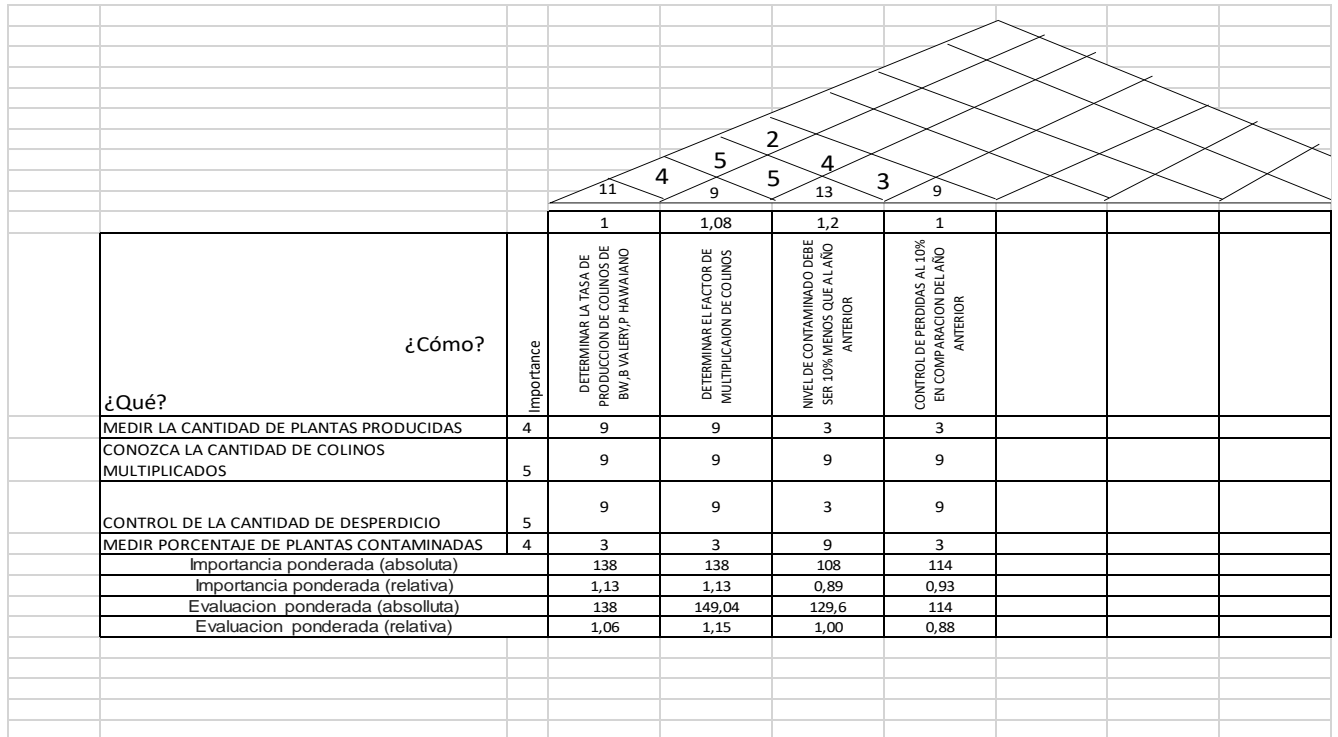 2
5 4
4 5 3
11 9 13 9
1 1,08 1,2 1
¿Cómo?
¿Qué?
Importance
DETERMINAR LA TASA DE
PRODUCCION DE COLINOS DE
BW,B VALERY,P HAWAIANO
DETERMINAR EL FACTOR DE
MULTIPLICAION DE COLINOS
NIVEL DE CONTAMINADO DEBE
SER 10% MENOS QUE AL AÑO
ANTERIOR
CONTROL DE PERDIDAS AL 10%
EN COMPARACION DEL AÑO
ANTERIOR
MEDIR LA CANTIDAD DE PLANTAS PRODUCIDAS 4 9 9 3 3
CONOZCA LA CANTIDAD DE COLINOS
MULTIPLICADOS 5 9 9 9 9
CONTROL DE LA CANTIDAD DE DESPERDICIO 5 9 9 3 9
MEDIR PORCENTAJE DE PLANTAS CONTAMINADAS 4 3 3 9 3
Importancia ponderada (absoluta) 138 138 108 114
Importancia ponderada (relativa) 1,13 1,13 0,89 0,93
Evaluacion ponderada (absolluta) 138 149,04 129,6 114
Evaluacion ponderada (relativa) 1,06 1,15 1,00 0,88